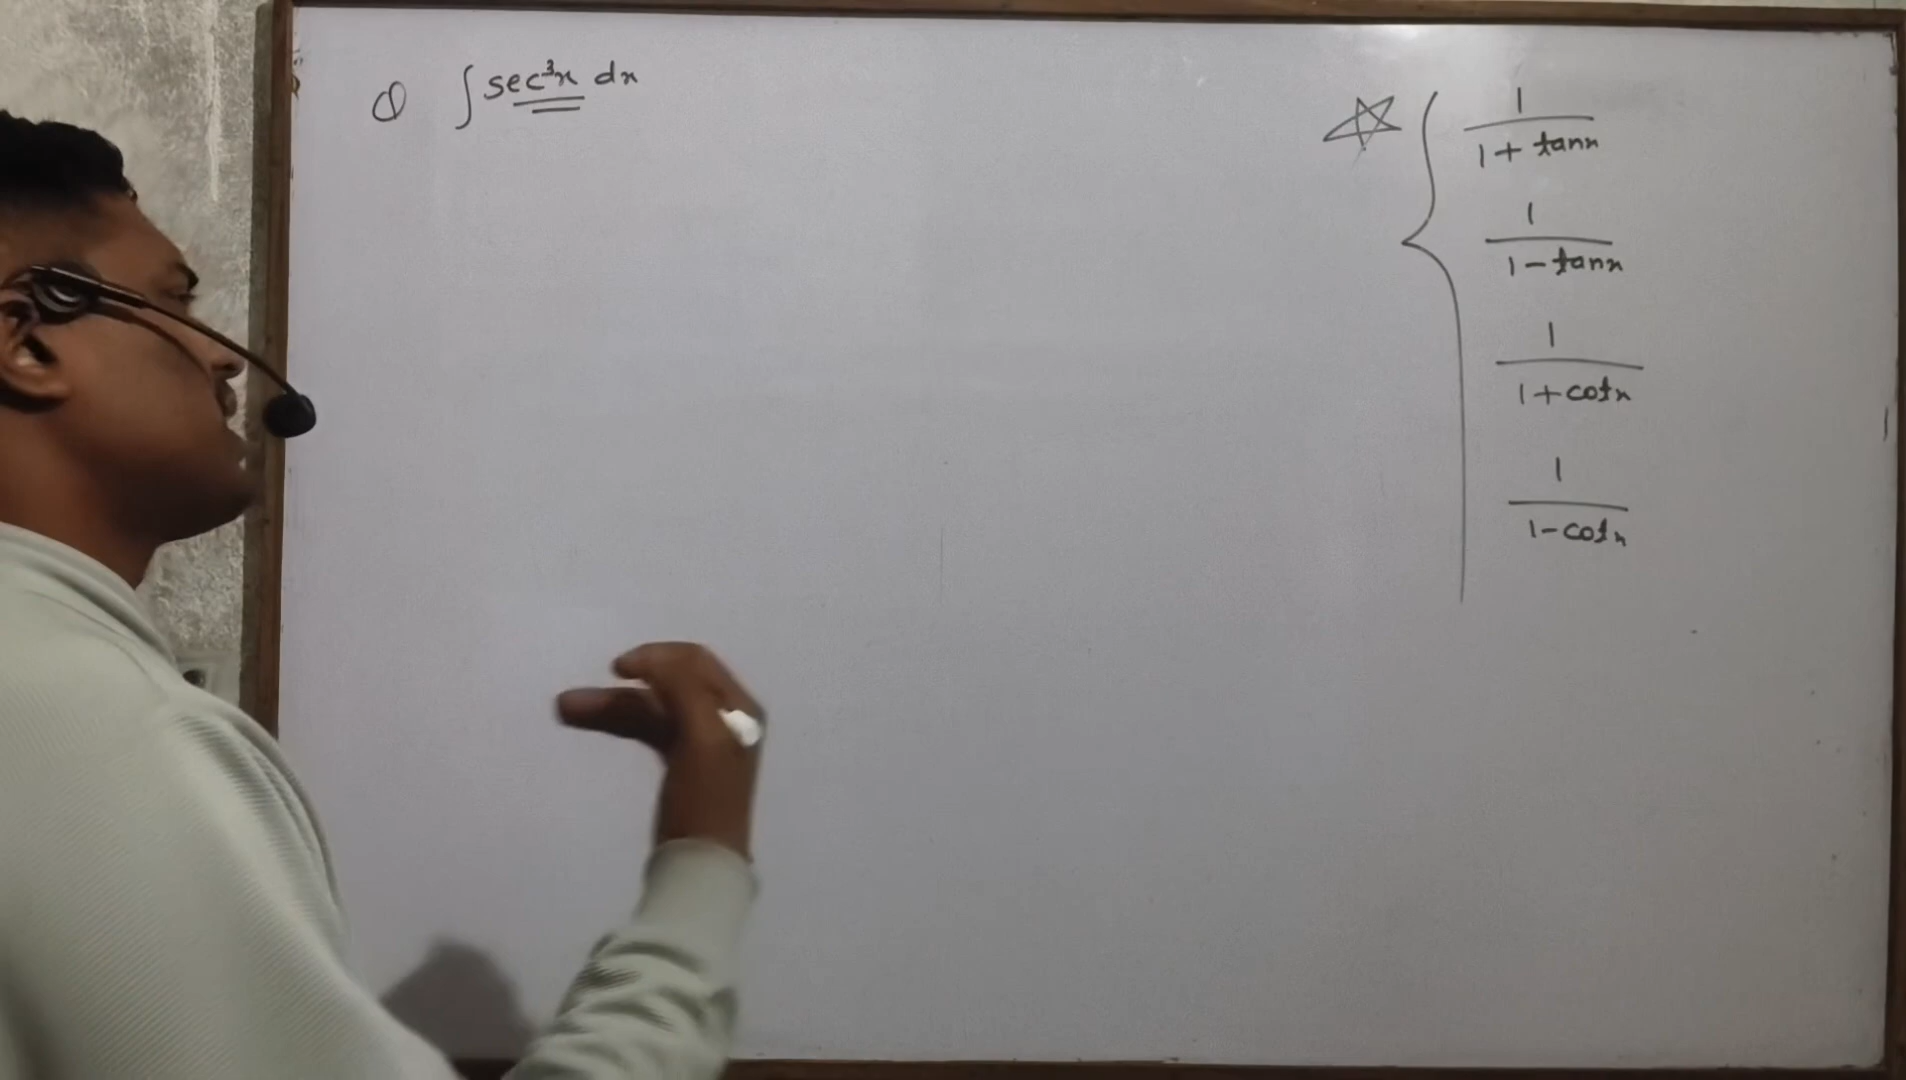 ① ∫ sec³x dx
1
1 + tanx
1
1 - tanx
1
1 + cotx
1
1 - cotx